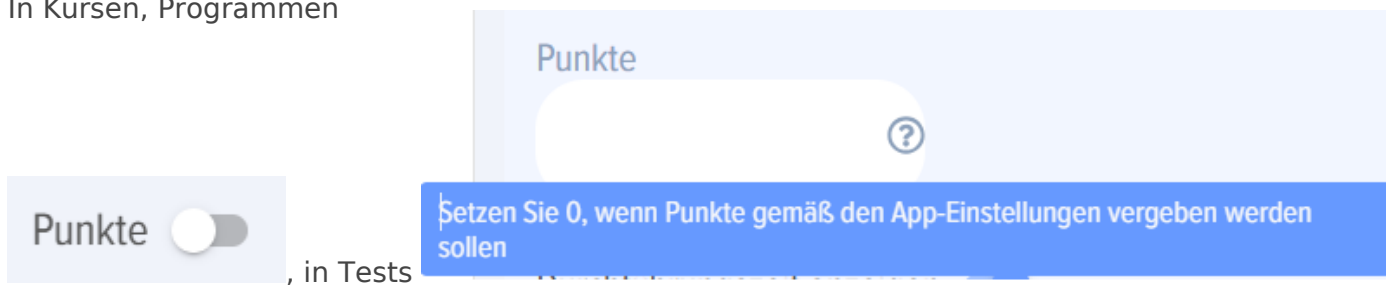 In Kursen, Programmen
Punkte
Punkte
, in Tests
Setzen Sie 0, wenn Punkte gemäß den App-Einstellungen vergeben werden
sollen